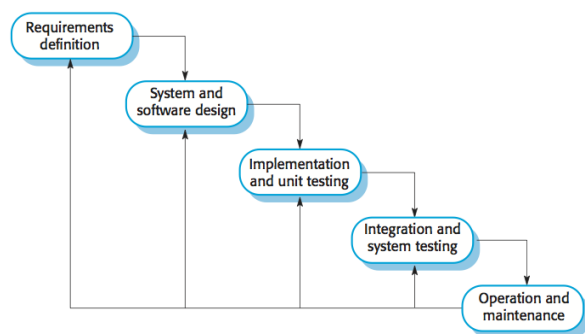 Requirements
definition
System and
software design
Implementation
and unit testing
Integration and
system testing
Operation and
maintenance